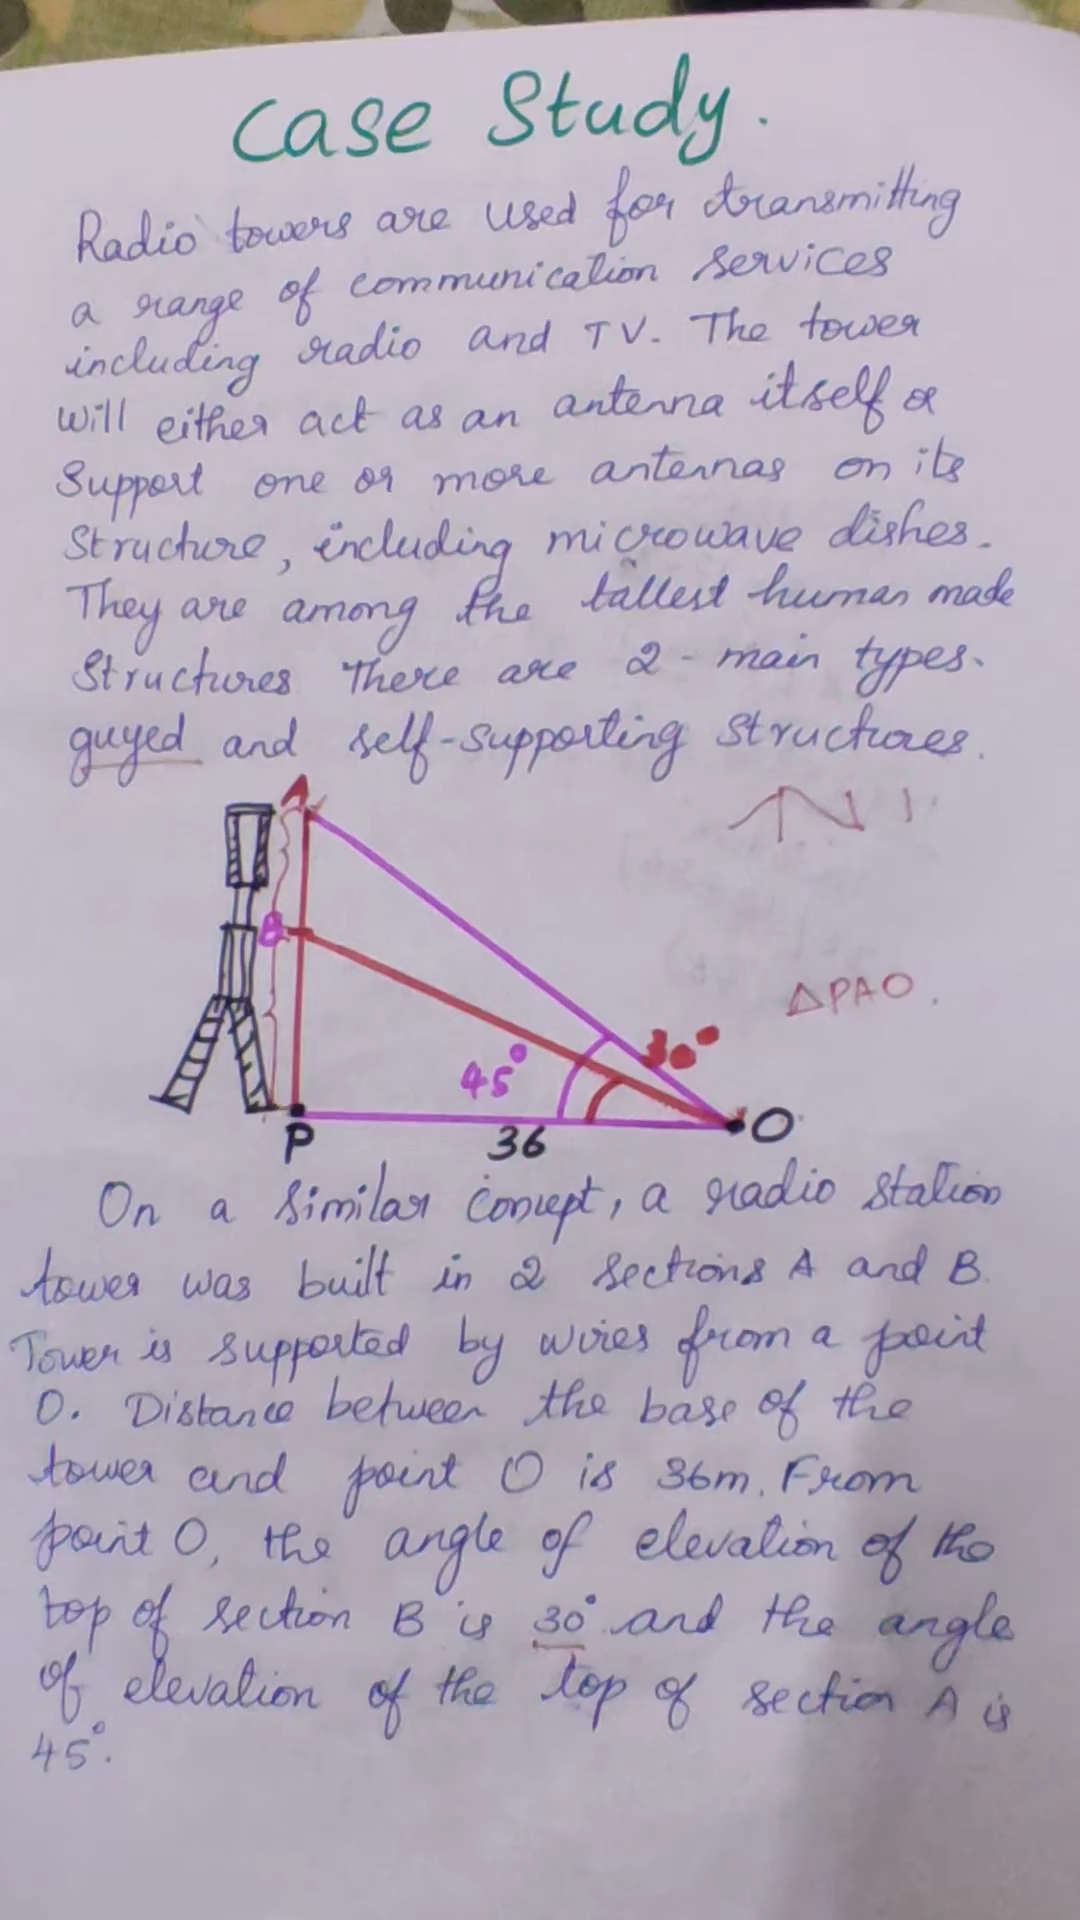 Case Study.
Radio towers are used for transmitting
a range of communication services
including radio and TV. The tower
will either act as an antenna itself or
Support one or more antennas on its
Structure, including microwave dishes.
They are among the tallest human made
Structures There are 2 - main types.
guyed and self-supporting structures.
A
B
ΔPAO.
30°
45°
P
36
O
On a similar concept, a radio station
tower was built in 2 sections A and B.
Tower is supported by wires from a point
O. Distance between the base of the
tower and point O is 36m. From
point O, the angle of elevation of the
top of section B is 30° and the angle
of elevation of the top of section A is
45°.